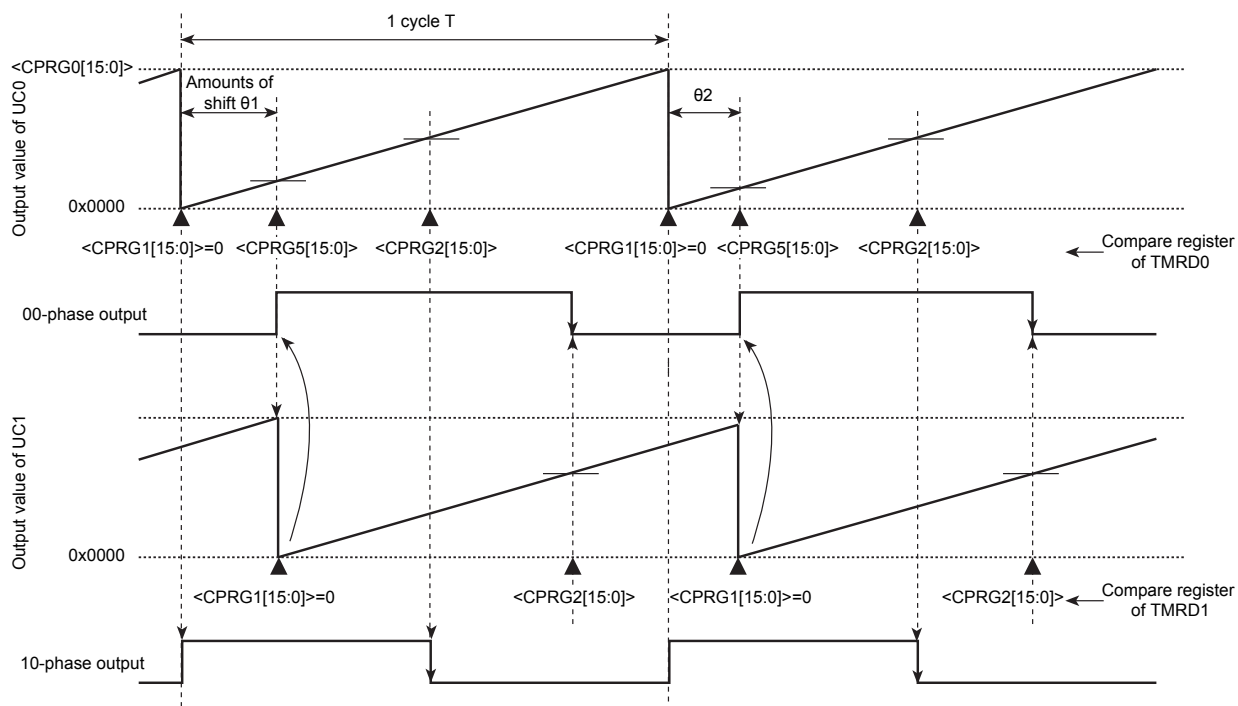 1 cycle T
<CPRG0[15:0]>
Amounts of
shift θ1
θ2
Output value of UC0
0x0000
<CPRG1[15:0]>=0
<CPRG5[15:0]>
<CPRG2[15:0]>
<CPRG1[15:0]>=0
<CPRG5[15:0]>
<CPRG2[15:0]>
Compare register
of TMRD0
00-phase output
Output value of UC1
0x0000
<CPRG1[15:0]>=0
<CPRG2[15:0]>
<CPRG1[15:0]>=0
<CPRG2[15:0]>
Compare register
of TMRD1
10-phase output